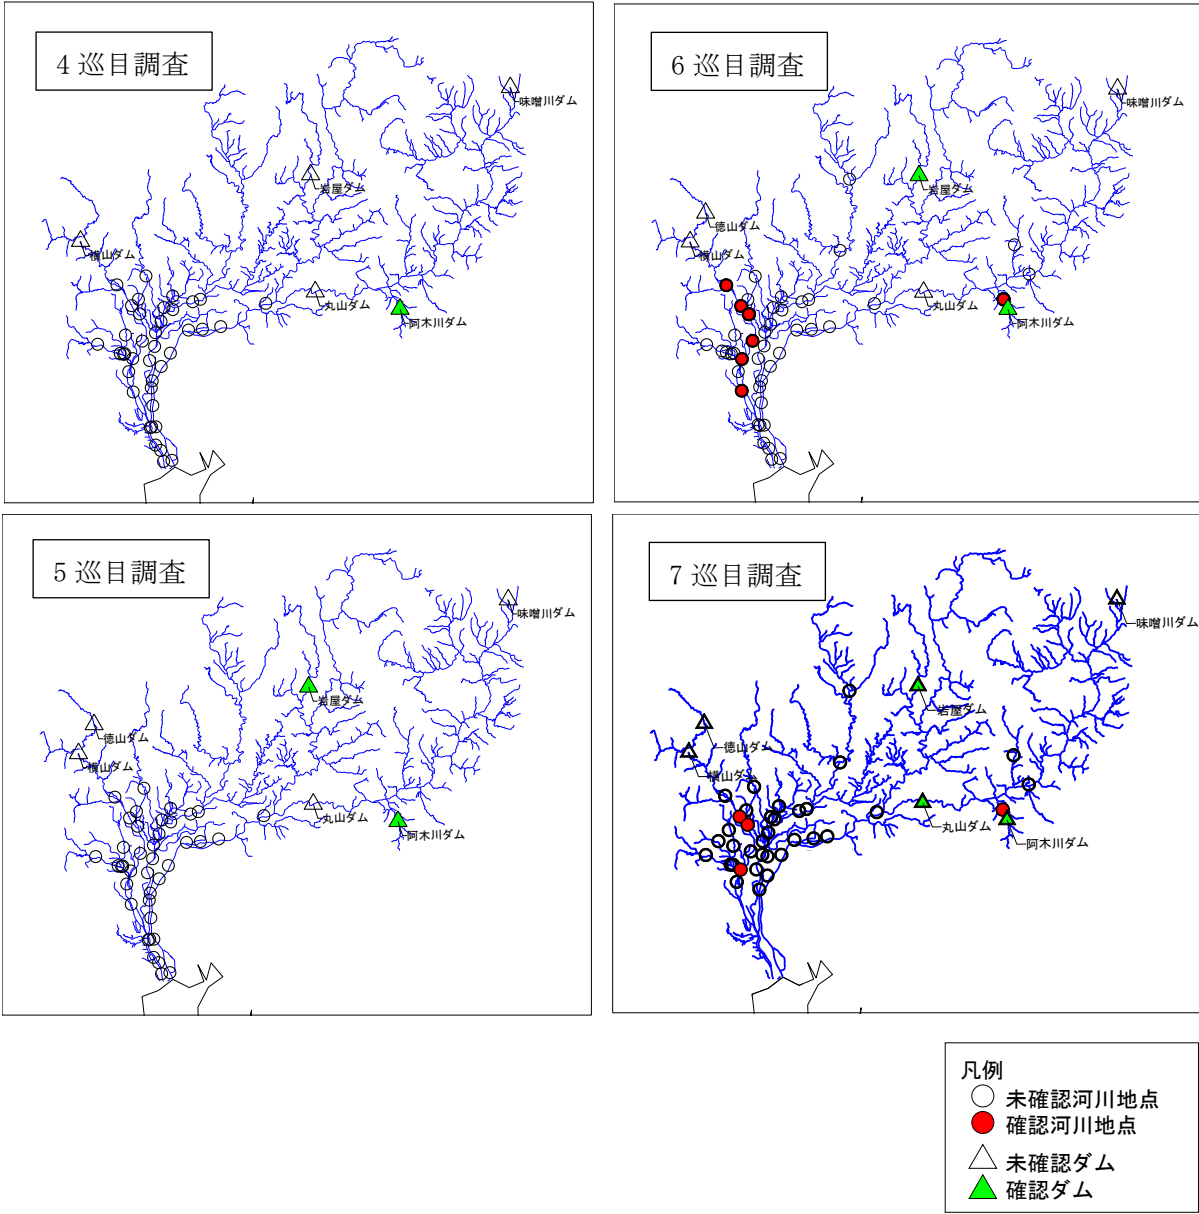 4 巡目調査
味噌川ダム
岩屋ダム
横山ダム
丸山ダム
阿木川ダム
6 巡目調査
味噌川ダム
岩屋ダム
徳山ダム
横山ダム
丸山ダム
阿木川ダム
5 巡目調査
味噌川ダム
岩屋ダム
徳山ダム
横山ダム
丸山ダム
阿木川ダム
7 巡目調査
味噌川ダム
岩屋ダム
徳山ダム
横山ダム
丸山ダム
阿木川ダム
凡例
未確認河川地点
確認河川地点
未確認ダム
確認ダム